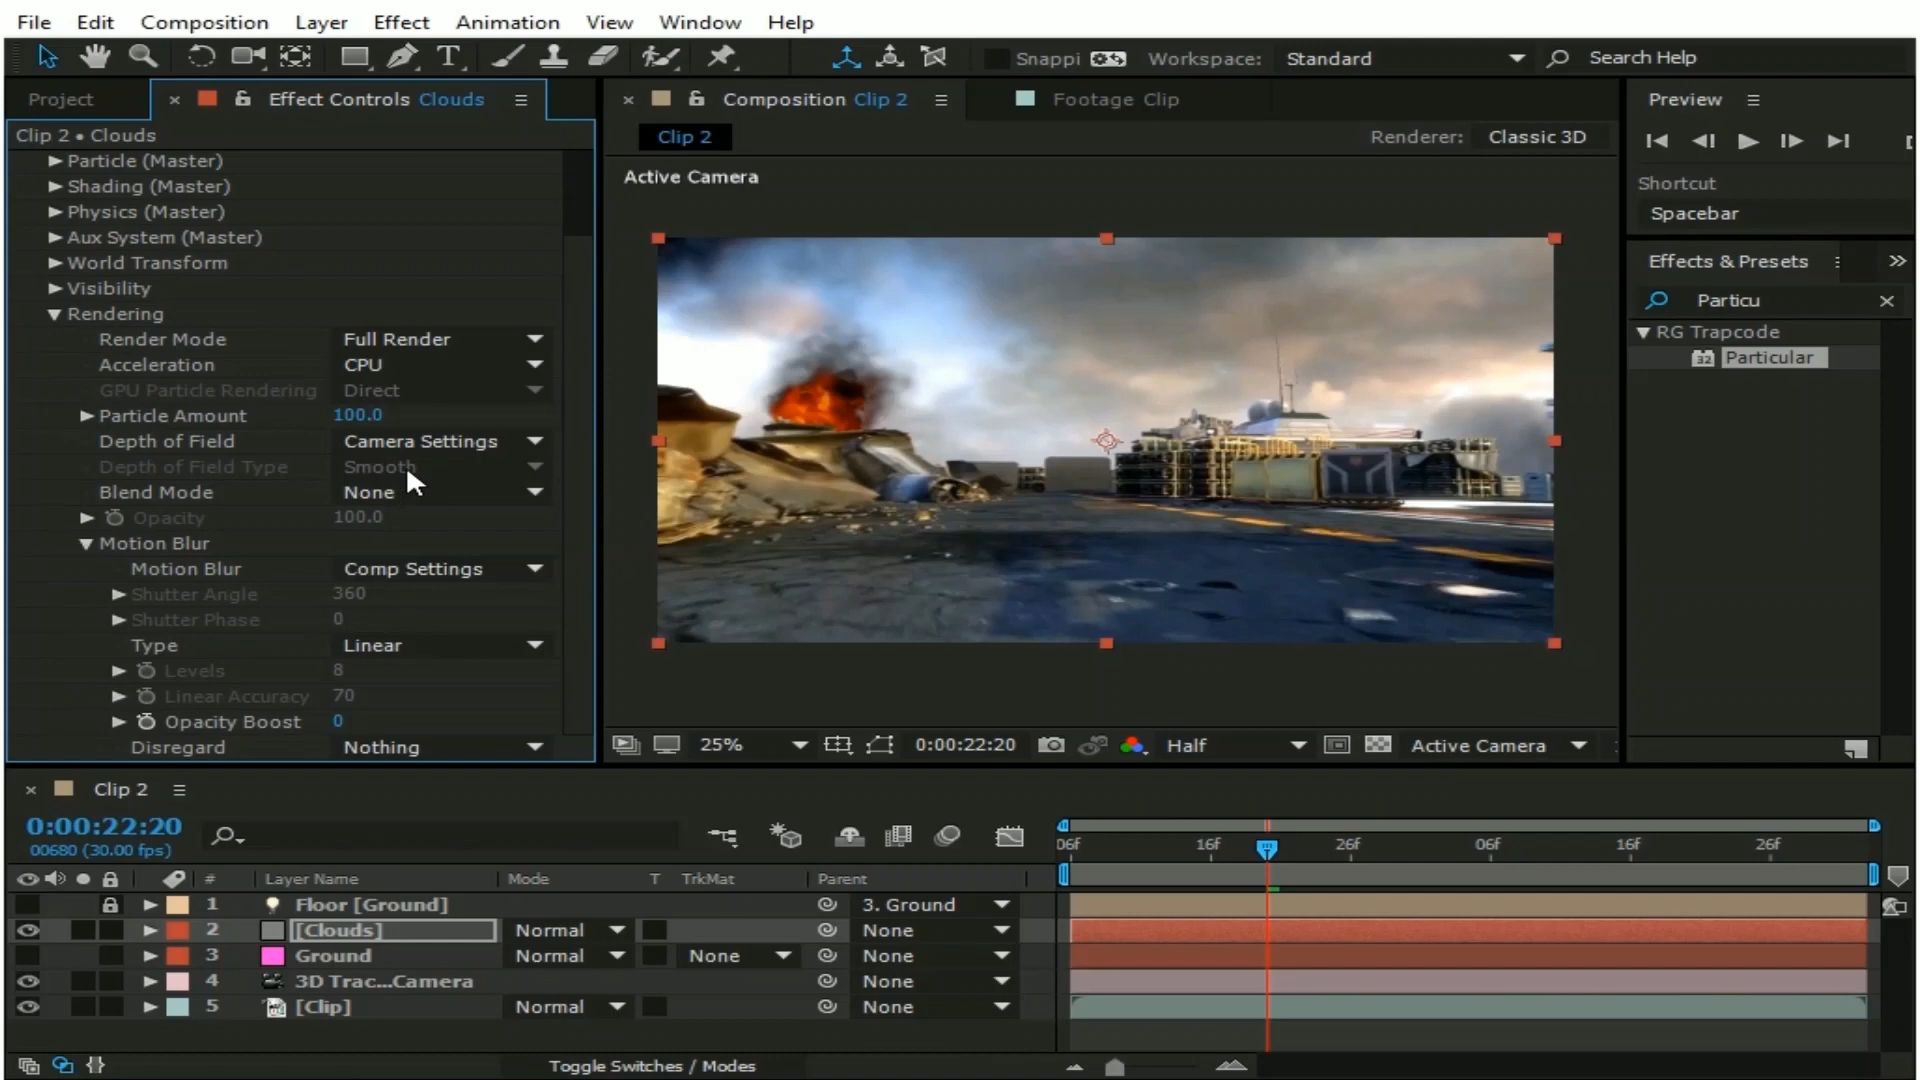 File Edit Composition Layer Effect Animation View Window Help
Snappi Workspace: Standard Search Help
Project Effect Controls Clouds
Clip 2 • Clouds
Particle (Master)
Shading (Master)
Physics (Master)
Aux System (Master)
World Transform
Visibility
Rendering
Render Mode Full Render
Acceleration CPU
GPU Particle Rendering Direct
Particle Amount 100.0
Depth of Field Camera Settings
Depth of Field Type Smooth
Blend Mode None
Opacity 100.0
Motion Blur
Motion Blur Comp Settings
Shutter Angle 360
Shutter Phase 0
Type Linear
Levels 8
Linear Accuracy 70
Opacity Boost 0
Disregard Nothing
Composition Clip 2 Footage Clip
Clip 2 Renderer: Classic 3D
Active Camera
25% 0:00:22:20 Half Active Camera
Preview
Shortcut
Spacebar
Effects & Presets
Particu
RG Trapcode
32 Particular
Clip 2
0:00:22:20
00680 (30.00 fps)
06f 16f 26f 06f 16f 26f
# Layer Name Mode T TrkMat Parent
1 Floor [Ground] 3. Ground
2 [Clouds] Normal None
3 Ground Normal None None
4 3D Trac...Camera None
5 [Clip] Normal None
Toggle Switches / Modes